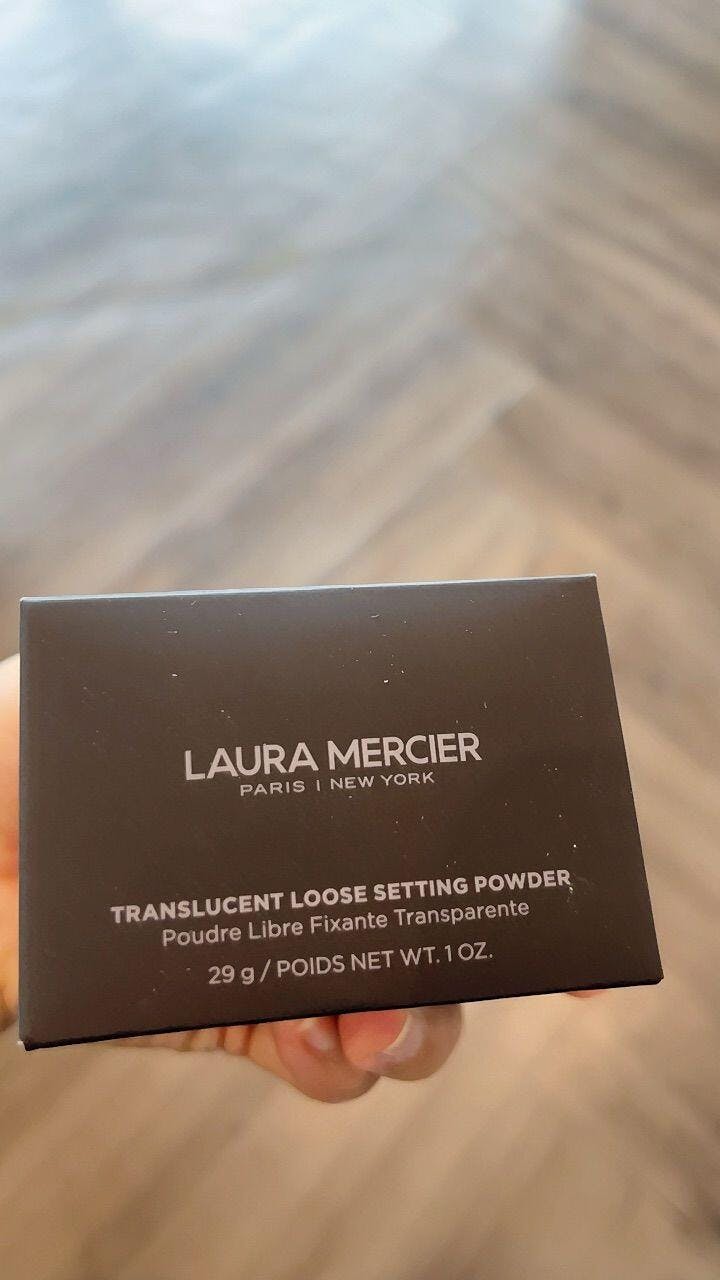 LAURA MERCIER
PARIS | NEW YORK
TRANSLUCENT LOOSE SETTING POWDER
Poudre Libre Fixante Transparente
29 g / POIDS NET WT. 1 OZ.